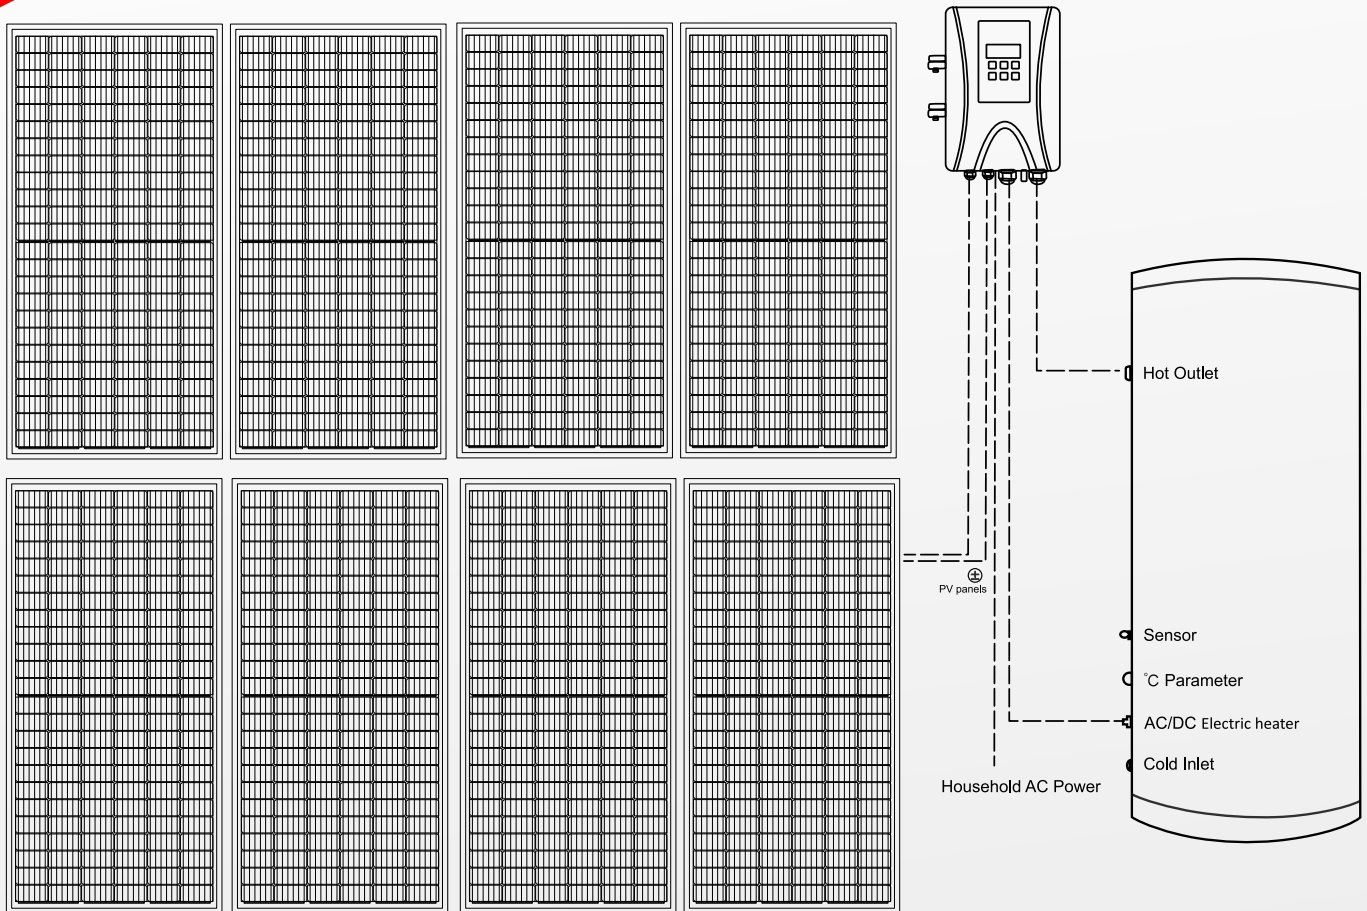 Hot Outlet
±
PV panels
Sensor
°C Parameter
AC/DC Electric heater
Cold Inlet
Household AC Power